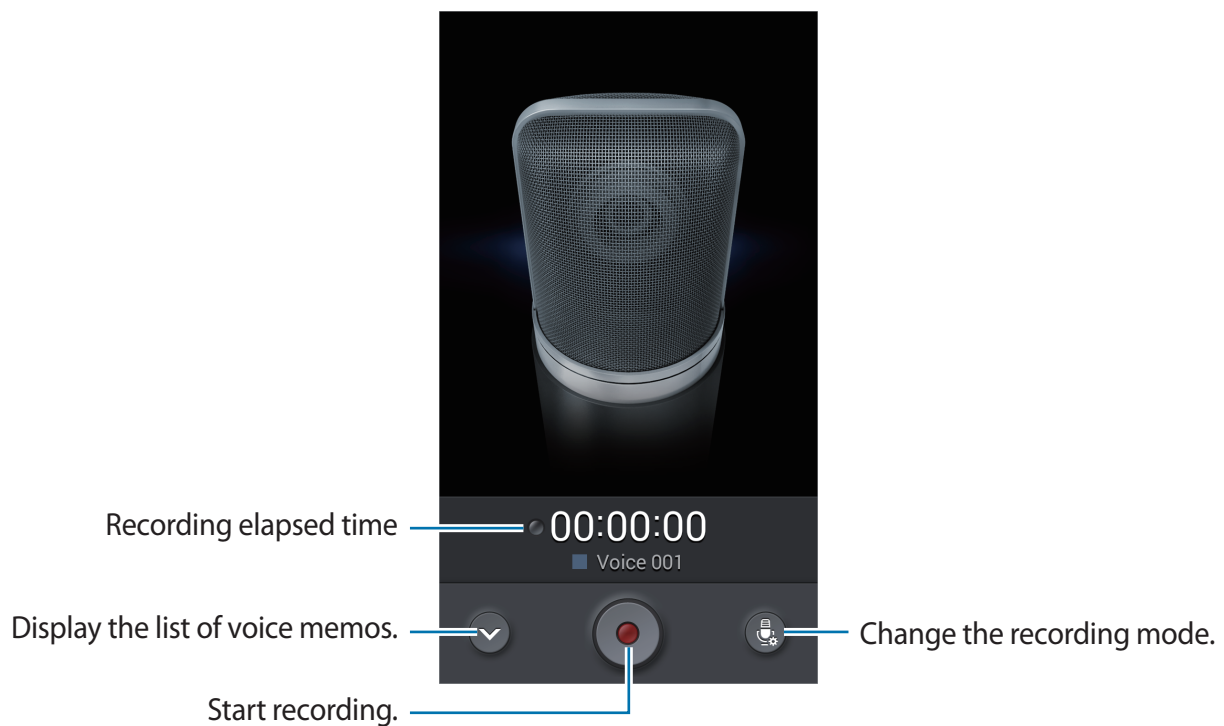 Recording elapsed time
00:00:00
Voice 001
Display the list of voice memos.
Change the recording mode.
Start recording.